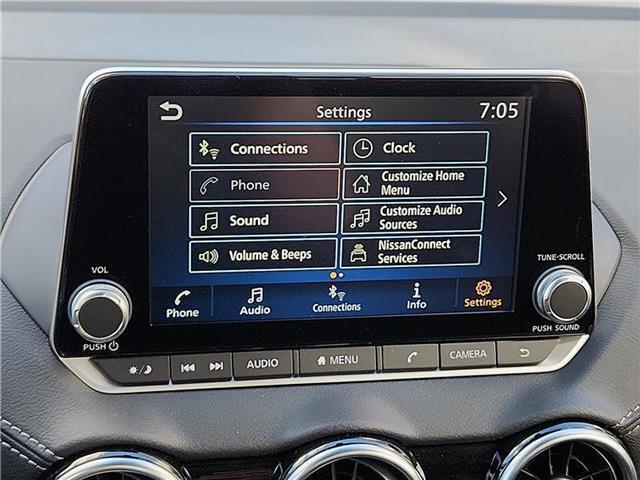 Settings
7:05
Connections
Clock
Phone
Customize Home
Menu
Sound
Customize Audio
Sources
Volume & Beeps
NissanConnect
Services
Phone
Audio
Connections
Info
Settings
VOL
PUSH
TUNE·SCROLL
PUSH SOUND
AUDIO
MENU
CAMERA